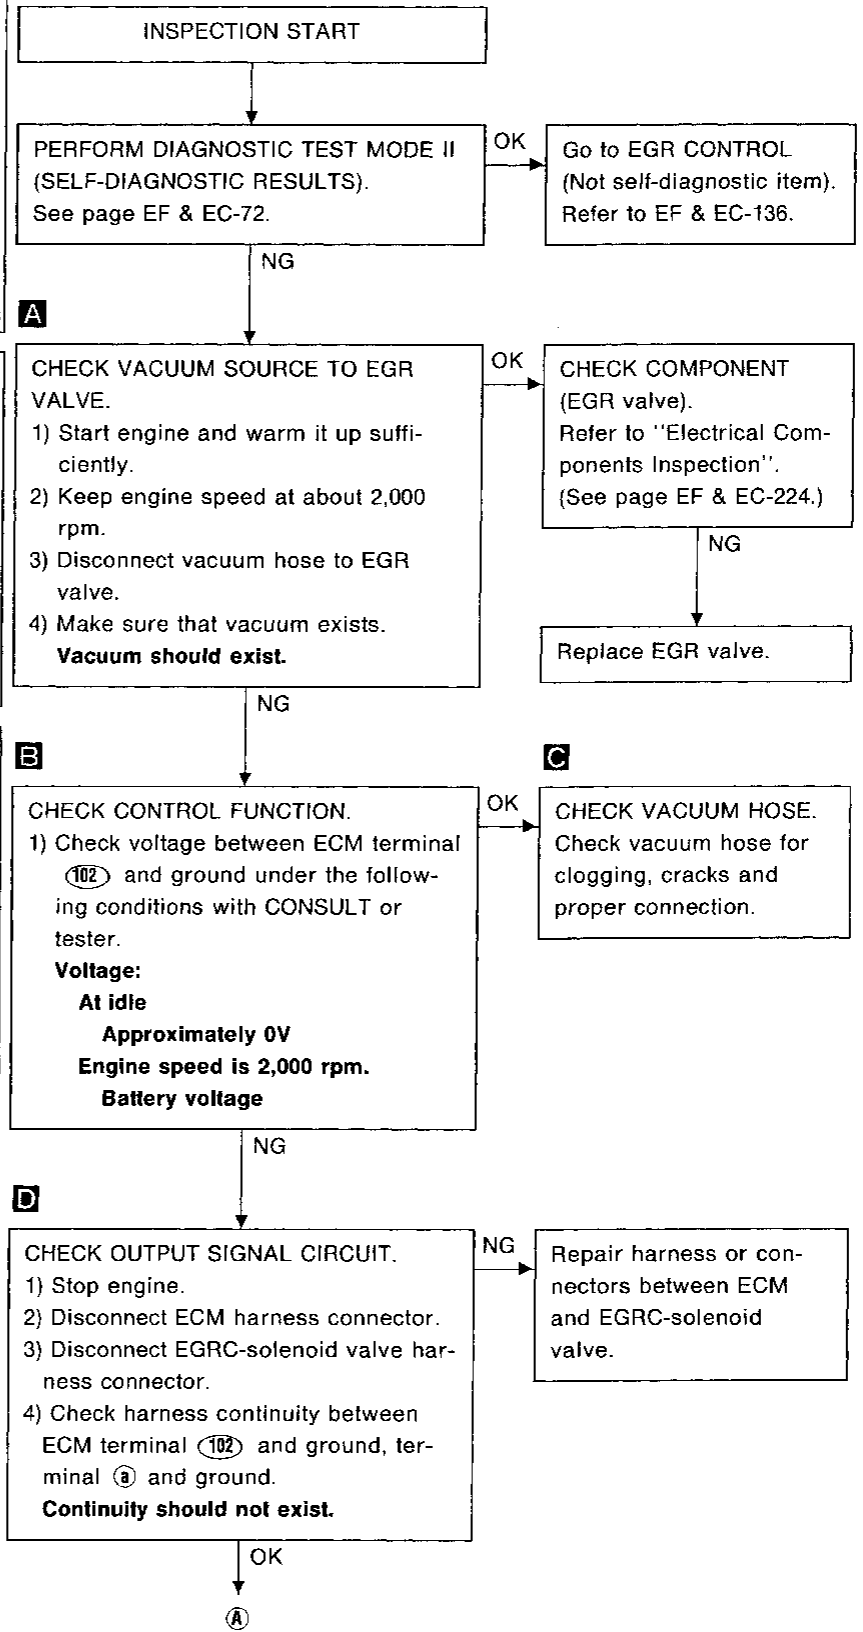 INSPECTION START
PERFORM DIAGNOSTIC TEST MODE II
(SELF-DIAGNOSTIC RESULTS).
See page EF & EC-72.
OK
Go to EGR CONTROL
(Not self-diagnostic item).
Refer to EF & EC-136.
NG
A
CHECK VACUUM SOURCE TO EGR
VALVE.
1) Start engine and warm it up suffi-
ciently.
2) Keep engine speed at about 2,000
rpm.
3) Disconnect vacuum hose to EGR
valve.
4) Make sure that vacuum exists.
Vacuum should exist.
OK
CHECK COMPONENT
(EGR valve).
Refer to "Electrical Com-
ponents Inspection".
(See page EF & EC-224.)
NG
Replace EGR valve.
NG
B
CHECK CONTROL FUNCTION.
1) Check voltage between ECM terminal
102 and ground under the follow-
ing conditions with CONSULT or
tester.
Voltage:
At idle
Approximately 0V
Engine speed is 2,000 rpm.
Battery voltage
OK
C
CHECK VACUUM HOSE.
Check vacuum hose for
clogging, cracks and
proper connection.
NG
D
CHECK OUTPUT SIGNAL CIRCUIT.
1) Stop engine.
2) Disconnect ECM harness connector.
3) Disconnect EGRC-solenoid valve har-
ness connector.
4) Check harness continuity between
ECM terminal 102 and ground, ter-
minal ⓐ and ground.
Continuity should not exist.
NG
Repair harness or con-
nectors between ECM
and EGRC-solenoid
valve.
OK
Ⓐ